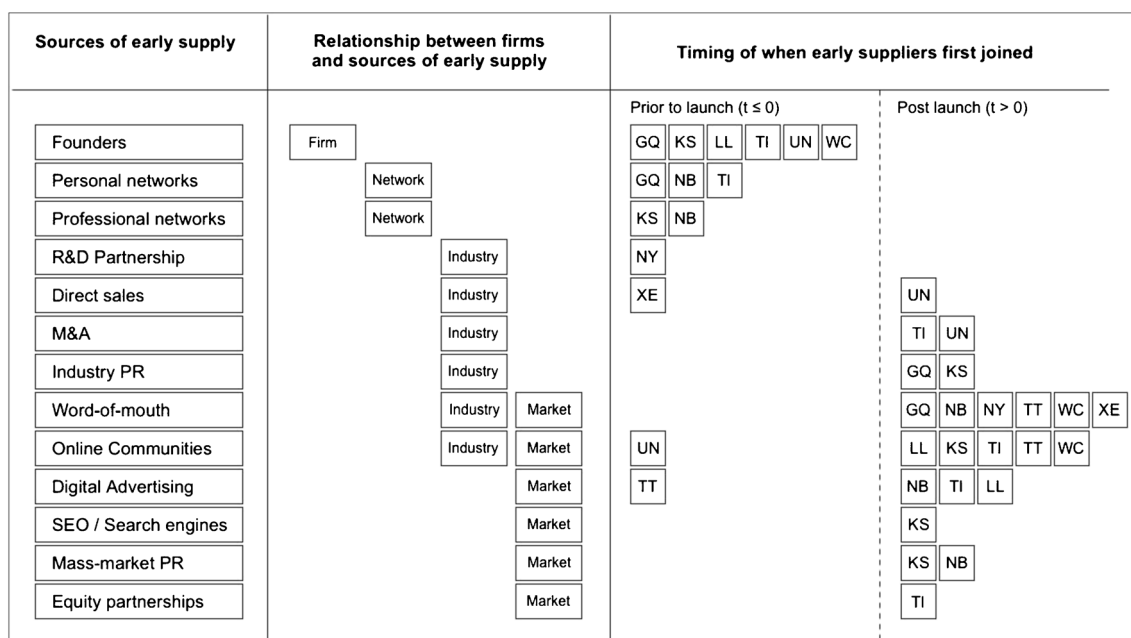 Sources of early supply
Relationship between firms
and sources of early supply
Timing of when early suppliers first joined
Prior to launch (t ≤ 0)
Post launch (t > 0)
Founders Firm GQ KS LL TI UN WC
Personal networks Network GQ NB TI
Professional networks Network KS NB
R&D Partnership Industry NY
Direct sales Industry XE UN
M&A Industry TI UN
Industry PR Industry GQ KS
Word-of-mouth Industry Market GQ NB NY TT WC XE
Online Communities Industry Market UN LL KS TI TT WC
Digital Advertising Market TT NB TI LL
SEO / Search engines Market KS
Mass-market PR Market KS NB
Equity partnerships Market TI